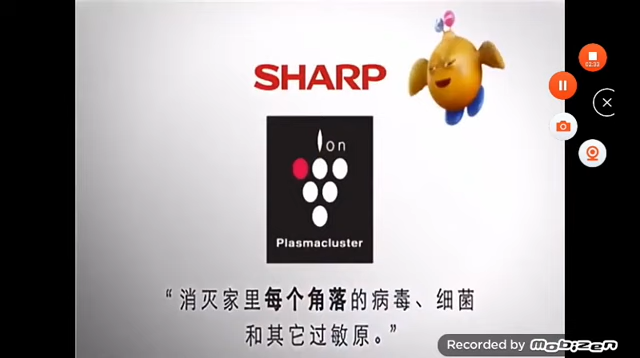 SHARP
Ion
Plasmacluster
“消灭家里每个角落的病毒、细菌
和其它过敏原。”
Recorded by Mobizen